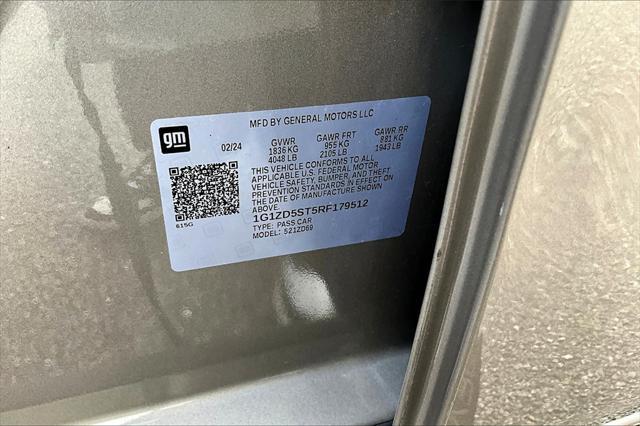 MFD BY GENERAL MOTORS LLC
gm
02/24
GVWR GAWR FRT GAWR RR
1836 KG 955 KG 881 KG
4048 LB 2105 LB 1943 LB
THIS VEHICLE CONFORMS TO ALL
APPLICABLE U.S. FEDERAL MOTOR
VEHICLE SAFETY, BUMPER, AND THEFT
PREVENTION STANDARDS IN EFFECT ON
THE DATE OF MANUFACTURE SHOWN
ABOVE.
1G1ZD5ST5RF179512
TYPE: PASS CAR
MODEL: 521ZD69
615G